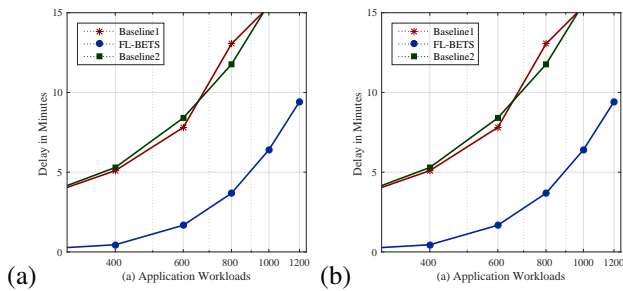 15
Baseline1
FL-BETS
Baseline2
10
5
0
Delay in Minutes
400 600 800 1000 1200
(a) (a) Application Workloads
15
Baseline1
FL-BETS
Baseline2
10
5
0
Delay in Minutes
400 600 800 1000 1200
(b) (a) Application Workloads